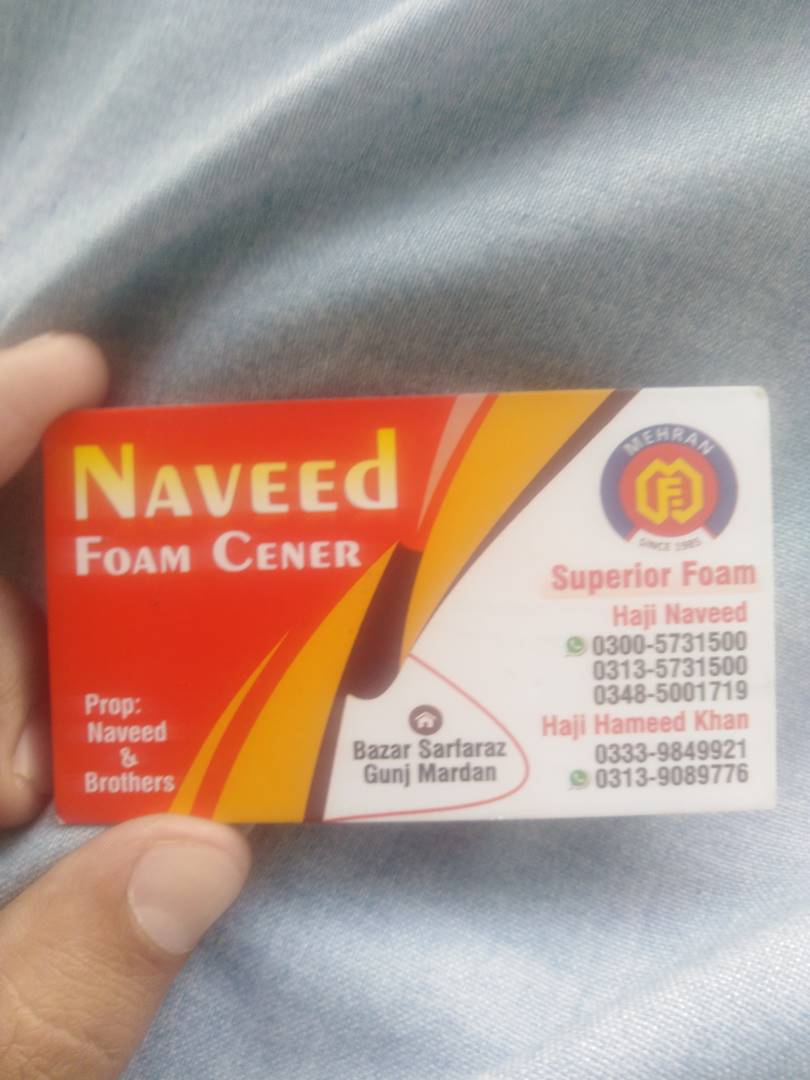 NAVEEd
FOAM CENER
Prop:
Naveed
&
Brothers
MEHRAN
SINCE 1985
Superior Foam
Haji Naveed
0300-5731500
0313-5731500
0348-5001719
Haji Hameed Khan
0333-9849921
0313-9089776
Bazar Sarfaraz
Gunj Mardan